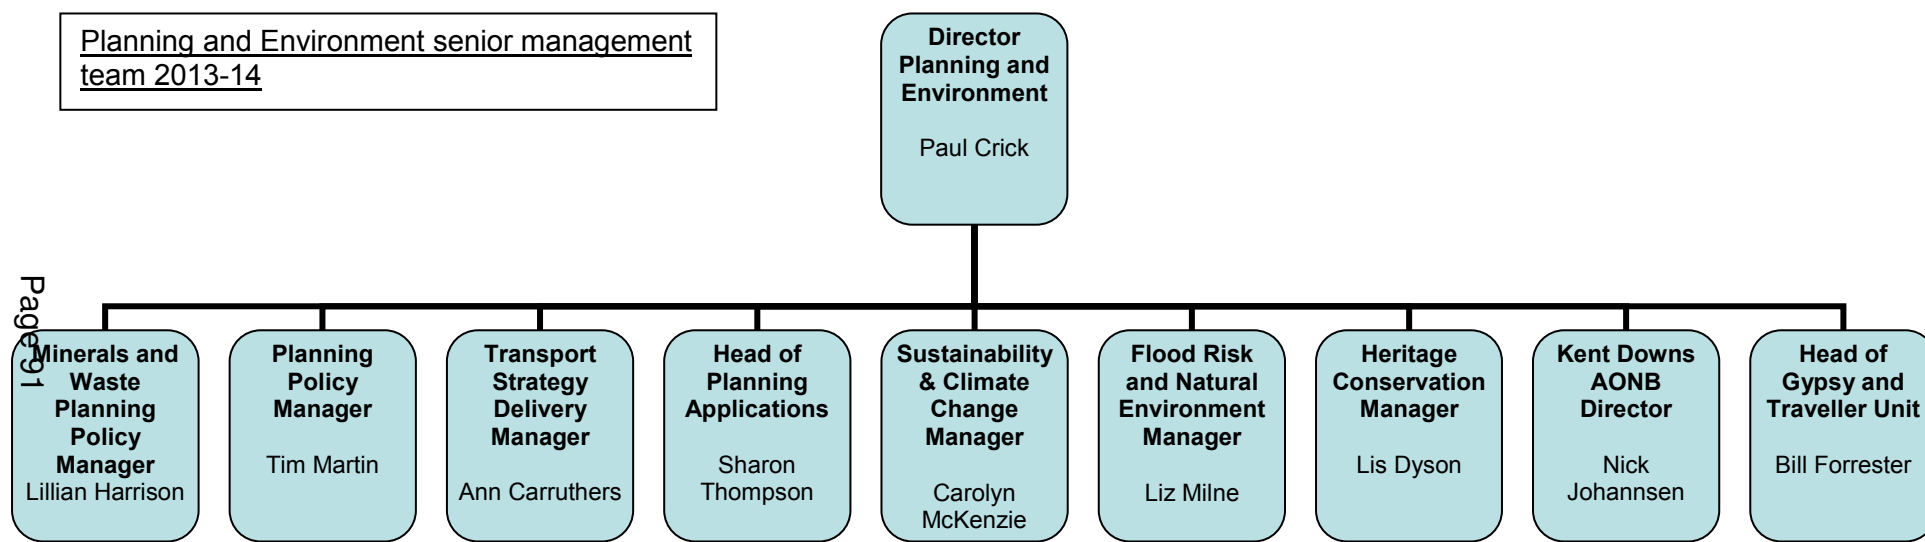 Planning and Environment senior management
team 2013-14
Director
Planning and
Environment
Paul Crick
Page 91
Minerals and
Waste
Planning
Policy
Manager
Lillian Harrison
Planning
Policy
Manager
Tim Martin
Transport
Strategy
Delivery
Manager
Ann Carruthers
Head of
Planning
Applications
Sharon
Thompson
Sustainability
& Climate
Change
Manager
Carolyn
McKenzie
Flood Risk
and Natural
Environment
Manager
Liz Milne
Heritage
Conservation
Manager
Lis Dyson
Kent Downs
AONB
Director
Nick
Johannsen
Head of
Gypsy and
Traveller Unit
Bill Forrester